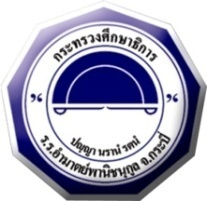 กระทรวงศึกษาธิการ
ปญฺญา นรานํ รตนํ
ร.ร.อำมาตย์พานิชนุกูล จ.กระบี่